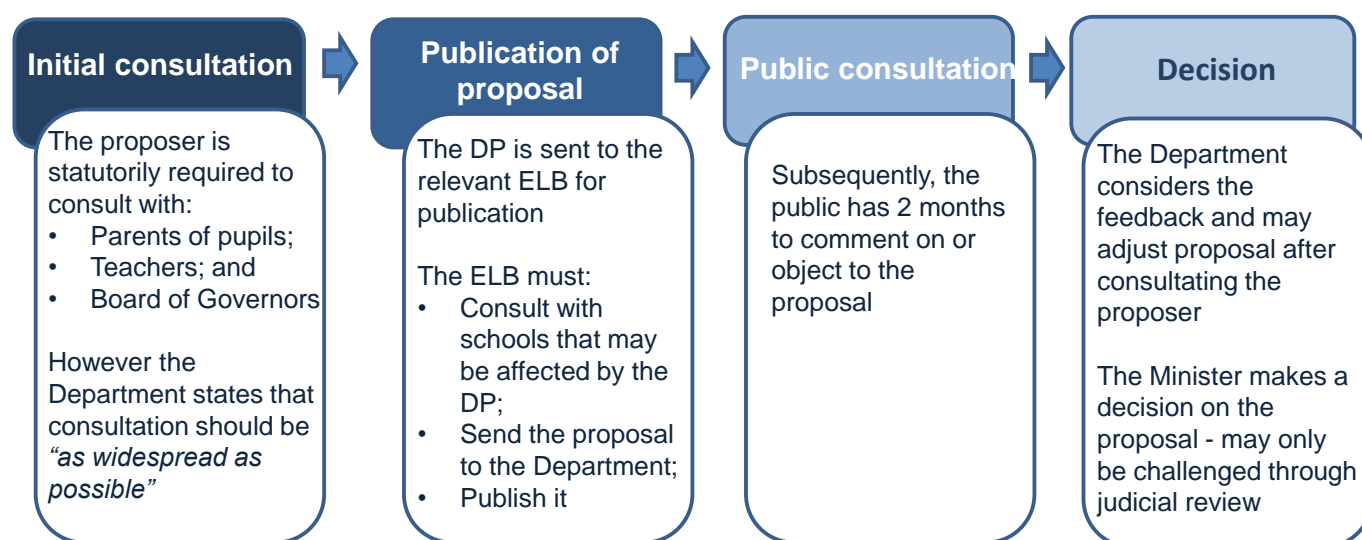 Initial consultation
The proposer is
statutorily required to
consult with:
• Parents of pupils;
• Teachers; and
• Board of Governors
However the
Department states that
consultation should be
“as widespread as
possible”
Publication of
proposal
The DP is sent to the
relevant ELB for
publication
The ELB must:
• Consult with
schools that may
be affected by the
DP;
• Send the proposal
to the Department;
• Publish it
Public consultation
Subsequently, the
public has 2 months
to comment on or
object to the
proposal
Decision
The Department
considers the
feedback and may
adjust proposal after
consultating the
proposer
The Minister makes a
decision on the
proposal - may only
be challenged through
judicial review